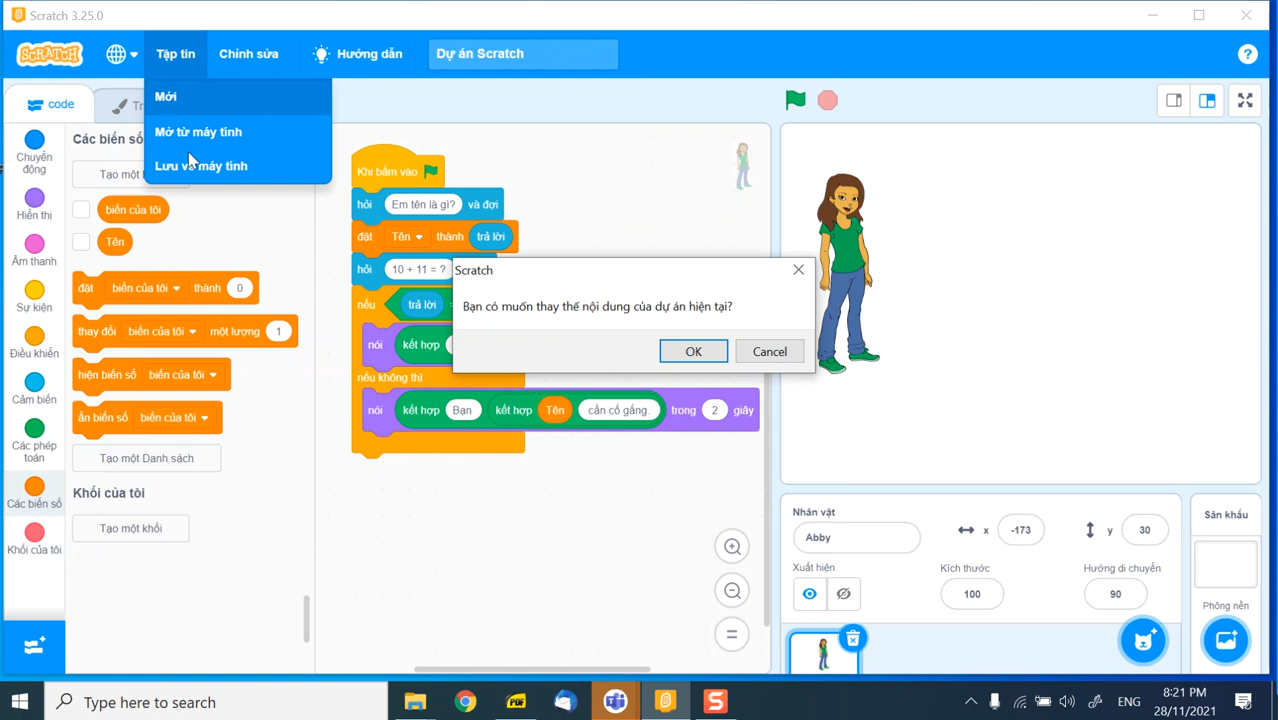 Scratch 3.25.0
SCRATCH
Tập tin
Chỉnh sửa
Hướng dẫn
Dự án Scratch
Mới
Mở từ máy tính
Lưu về máy tính
code
Các biến số
Tạo một
biến của tôi
Tên
đặt biến của tôi thành 0
thay đổi biến của tôi một lượng 1
hiện biến số biến của tôi
ẩn biến số biến của tôi
Tạo một Danh sách
Khối của tôi
Tạo một khối
Chuyển động
Hiển thị
Âm thanh
Sự kiện
Điều khiển
Cảm biến
Các phép toán
Các biến số
Khối của tôi
Khi bấm vào
hỏi Em tên là gì? và đợi
đặt Tên thành trả lời
hỏi 10 + 11 = ?
nếu trả lời =
nói kết hợp
nếu không thì
nói kết hợp Bạn kết hợp Tên cần cố gắng. trong 2 giây
Scratch
Bạn có muốn thay thế nội dung của dự án hiện tại?
OK
Cancel
Nhân vật
Abby
x -173
y 30
Xuất hiện
Kích thước
100
Hướng di chuyển
90
Sân khấu
Phông nền
Type here to search
PDF
ENG
8:21 PM
28/11/2021